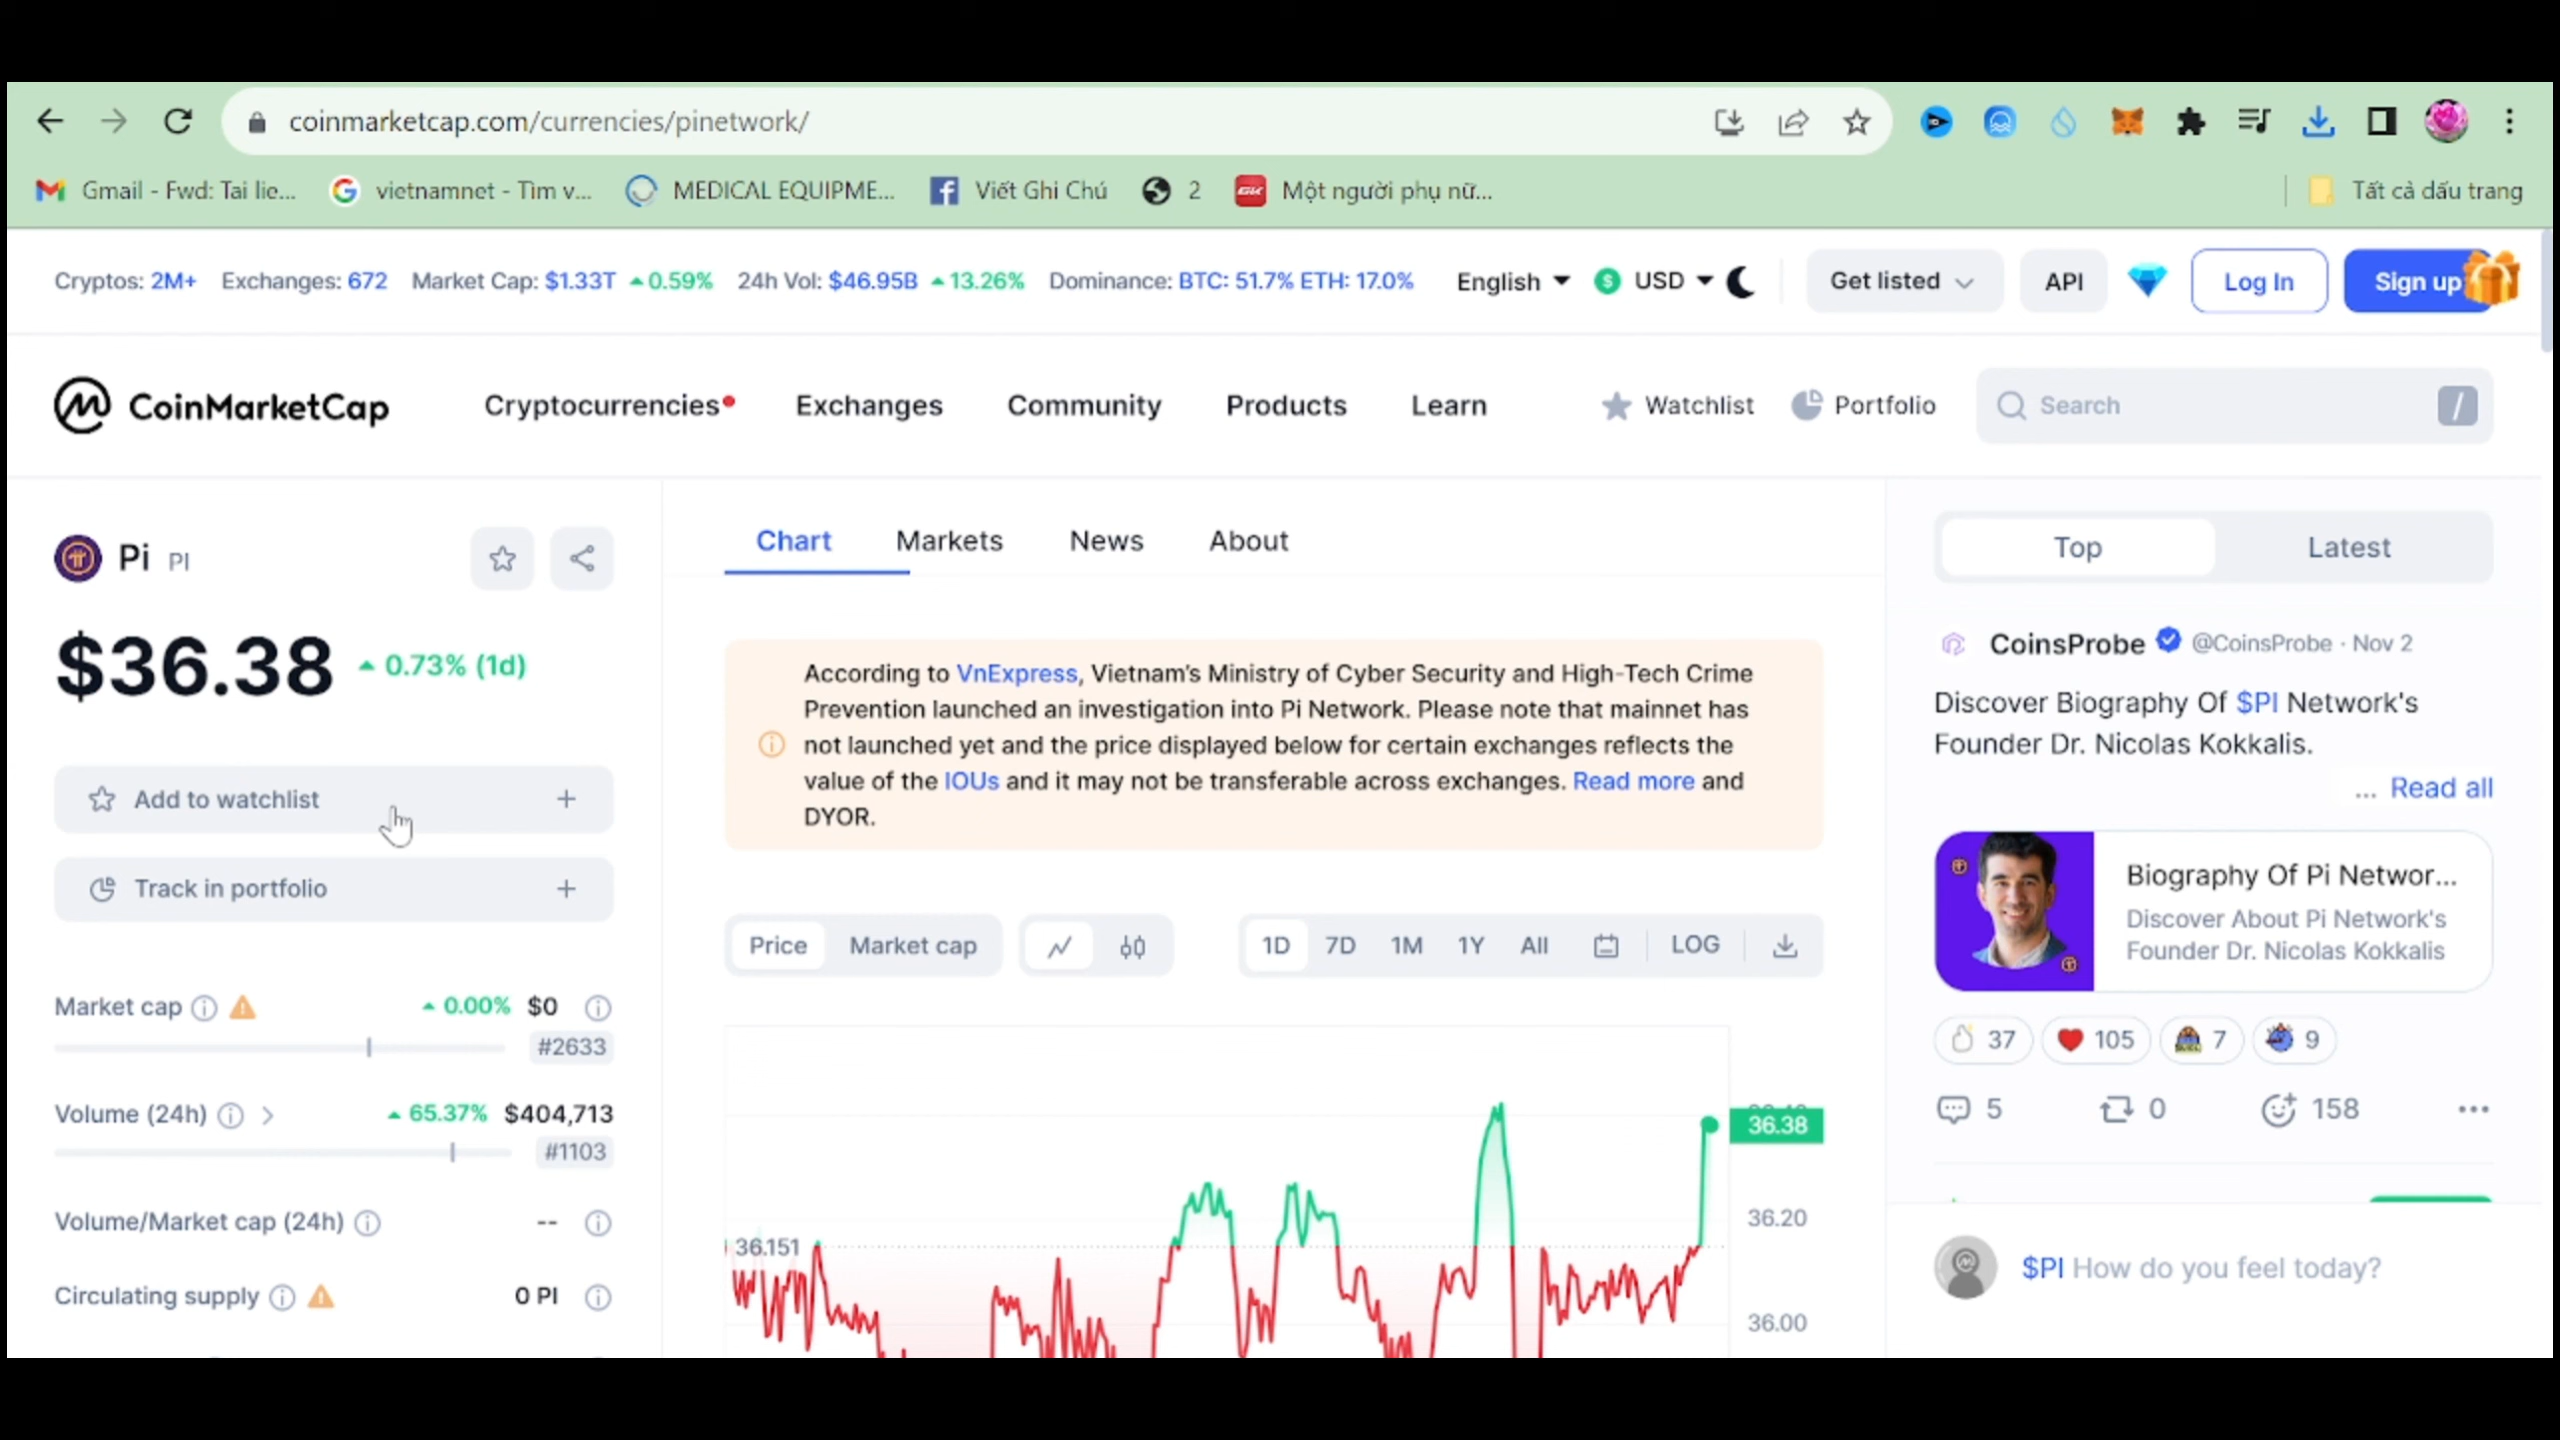 coinmarketcap.com/currencies/pinetwork/
Gmail - Fwd: Tai lie... vietnamnet - Tìm v... MEDICAL EQUIPME... Viết Ghi Chú 2 Một người phụ nữ... Tất cả dấu trang
Cryptos: 2M+ Exchanges: 672 Market Cap: $1.33T 0.59% 24h Vol: $46.95B 13.26% Dominance: BTC: 51.7% ETH: 17.0% English USD Get listed API Log In Sign up
CoinMarketCap Cryptocurrencies Exchanges Community Products Learn Watchlist Portfolio Search /
Pi PI
$36.38 0.73% (1d)
Add to watchlist +
Track in portfolio +
Market cap 0.00% $0
#2633
Volume (24h) 65.37% $404,713
#1103
Volume/Market cap (24h) --
Circulating supply 0 PI
Chart Markets News About
According to VnExpress, Vietnam's Ministry of Cyber Security and High-Tech Crime
Prevention launched an investigation into Pi Network. Please note that mainnet has
not launched yet and the price displayed below for certain exchanges reflects the
value of the IOUs and it may not be transferable across exchanges. Read more and
DYOR.
Price Market cap 1D 7D 1M 1Y All LOG
36.38
36.20
36.151
36.00
Top Latest
CoinsProbe @CoinsProbe · Nov 2
Discover Biography Of $PI Network's
Founder Dr. Nicolas Kokkalis.
... Read all
Biography Of Pi Networ...
Discover About Pi Network's
Founder Dr. Nicolas Kokkalis
37 105 7 9
5 0 158
$PI How do you feel today?